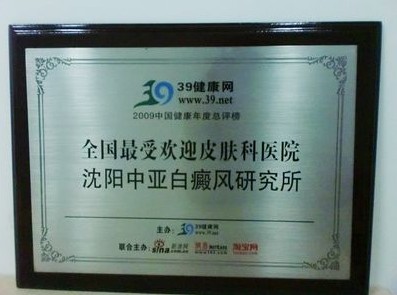 39健康网
www.39.net
2009中国健康年度总评榜
全国最受欢迎皮肤科医院
沈阳中亚白癜风研究所
主办: 39健康网
www.39.net
联合主办: sina 新浪网 淘宝网